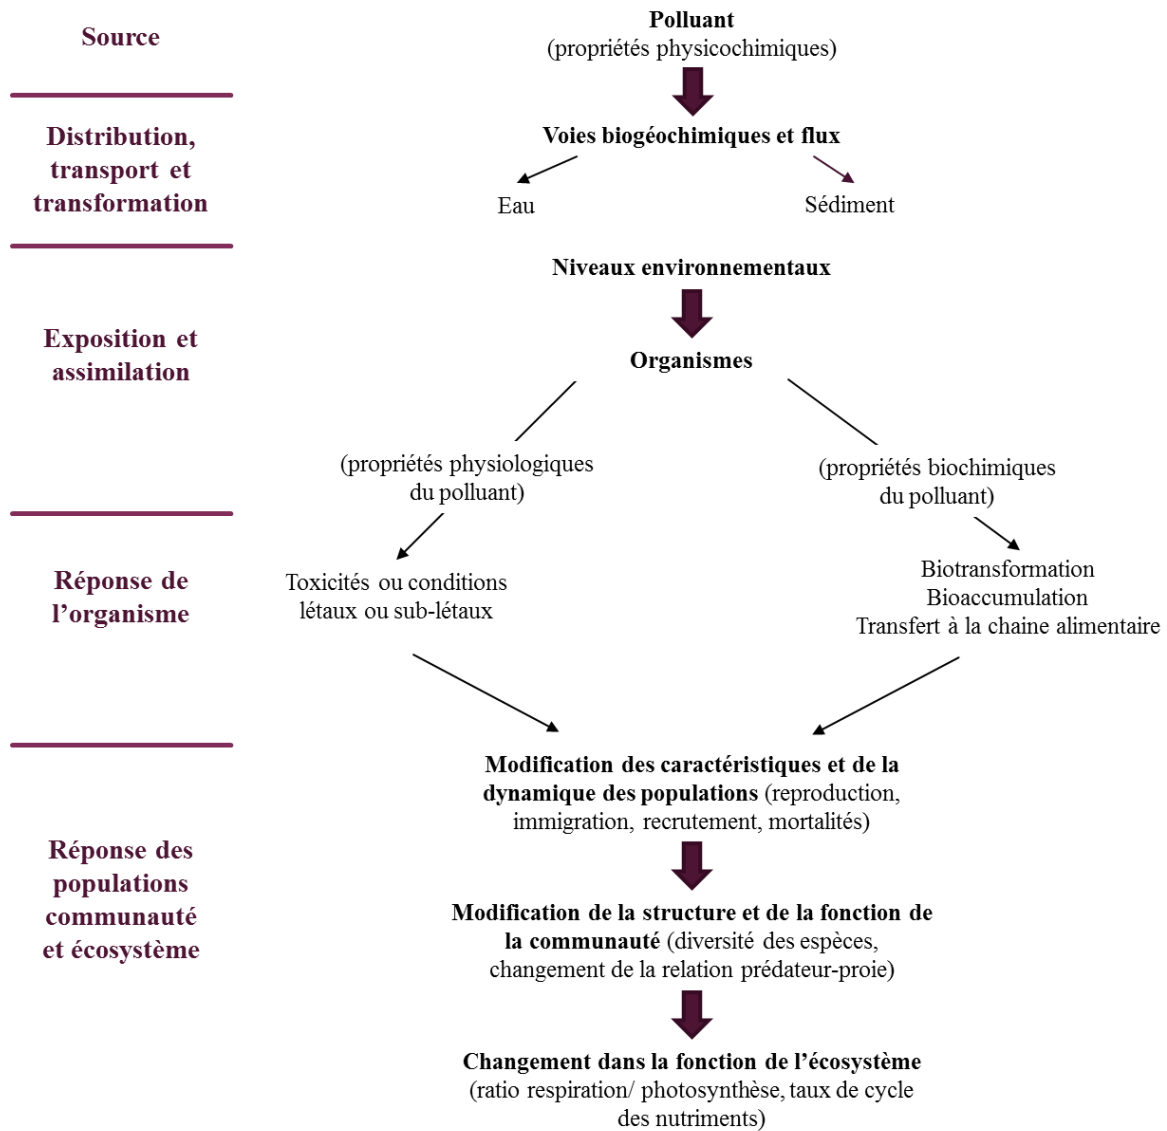 Source
Polluant
(propriétés physicochimiques)
Distribution,
transport et
transformation
Voies biogéochimiques et flux
Eau
Sédiment
Niveaux environnementaux
Exposition et
assimilation
Organismes
(propriétés physiologiques
du polluant)
(propriétés biochimiques
du polluant)
Réponse de
l’organisme
Toxicités ou conditions
létaux ou sub-létaux
Biotransformation
Bioaccumulation
Transfert à la chaine alimentaire
Réponse des
populations
communauté
et écosystème
Modification des caractéristiques et de la
dynamique des populations (reproduction,
immigration, recrutement, mortalités)
Modification de la structure et de la fonction de
la communauté (diversité des espèces,
changement de la relation prédateur-proie)
Changement dans la fonction de l’écosystème
(ratio respiration/ photosynthèse, taux de cycle
des nutriments)